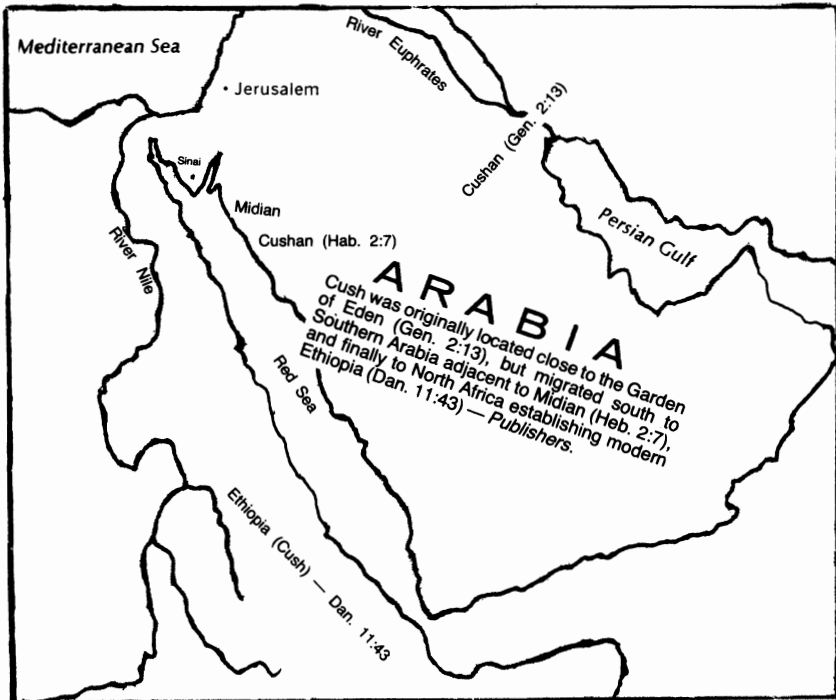 Mediterranean Sea
River Euphrates
• Jerusalem
Cushan (Gen. 2:13)
Sinai
Midian
Cushan (Hab. 2:7)
Persian Gulf
River Nile
ARABIA
Cush was originally located close to the Garden
of Eden (Gen. 2:13), but migrated south to
Southern Arabia adjacent to Midian (Heb. 2:7),
and finally to North Africa establishing modern
Ethiopia (Dan. 11:43) — Publishers.
Red Sea
Ethiopia (Cush) — Dan. 11:43